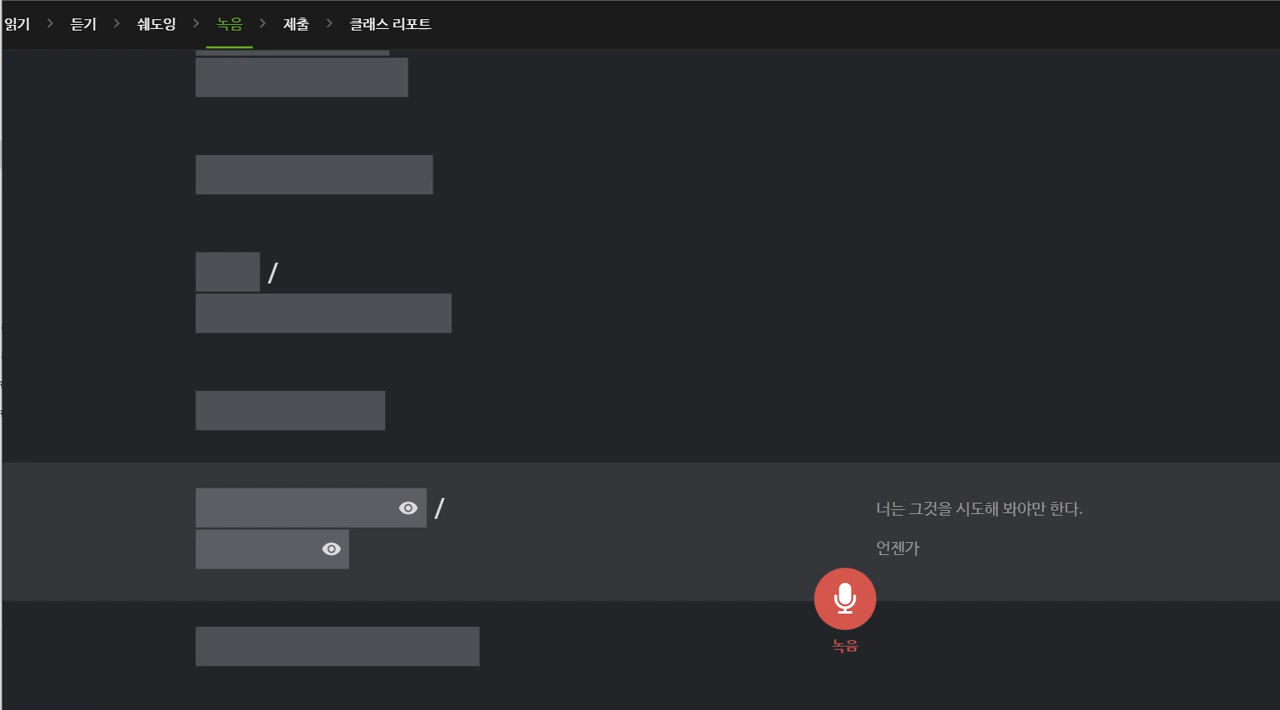 읽기 > 듣기 > 쉐도잉 > 녹음 > 제출 > 클래스 리포트
/
/
너는 그것을 시도해 봐야만 한다.
언젠가
녹음